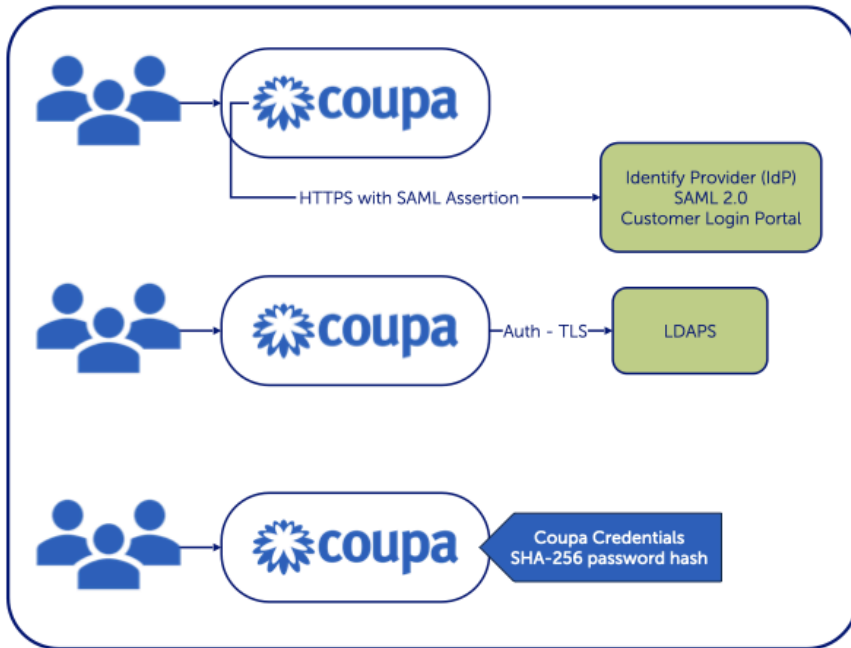 coupa
HTTPS with SAML Assertion
Identify Provider (IdP)
SAML 2.0
Customer Login Portal
coupa
Auth - TLS
LDAPS
coupa
Coupa Credentials
SHA-256 password hash